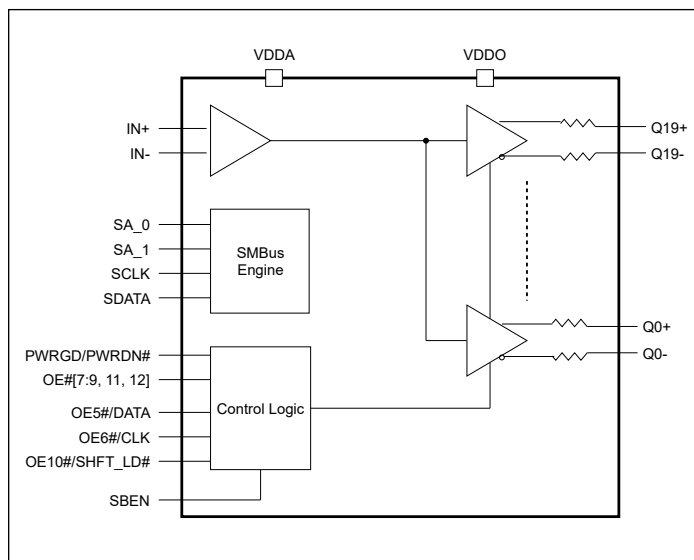 VDDA
VDDO
IN+
IN-
Q19+
Q19-
SA_0
SA_1
SCLK
SDATA
SMBus
Engine
Q0+
Q0-
PWRGD/PWRDN#
OE#[7:9, 11, 12]
OE5#/DATA
OE6#/CLK
OE10#/SHFT_LD#
Control Logic
SBEN